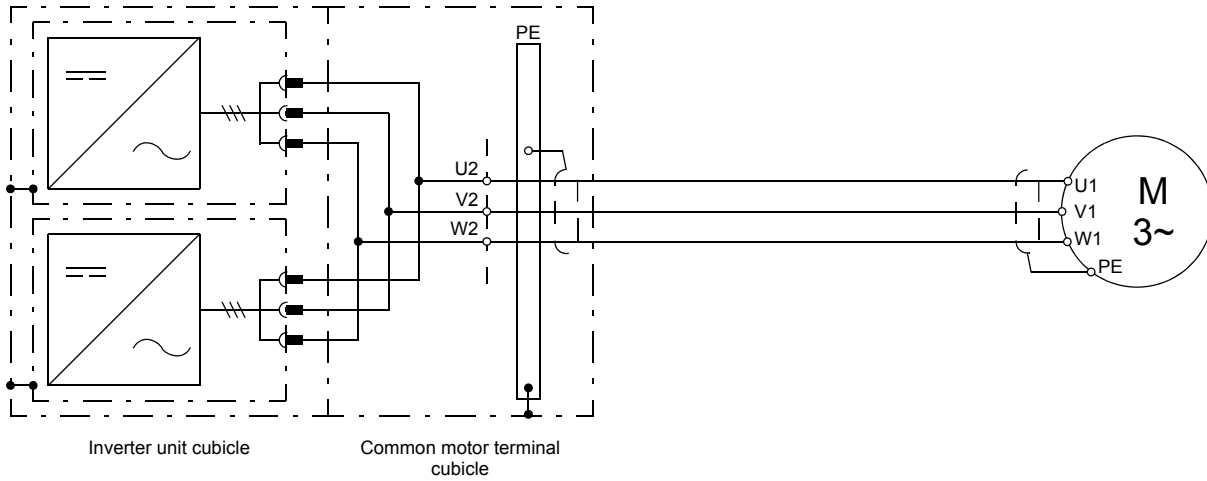 PE
U2
V2
W2
U1
V1
W1
PE
M
3~
Inverter unit cubicle
Common motor terminal
cubicle